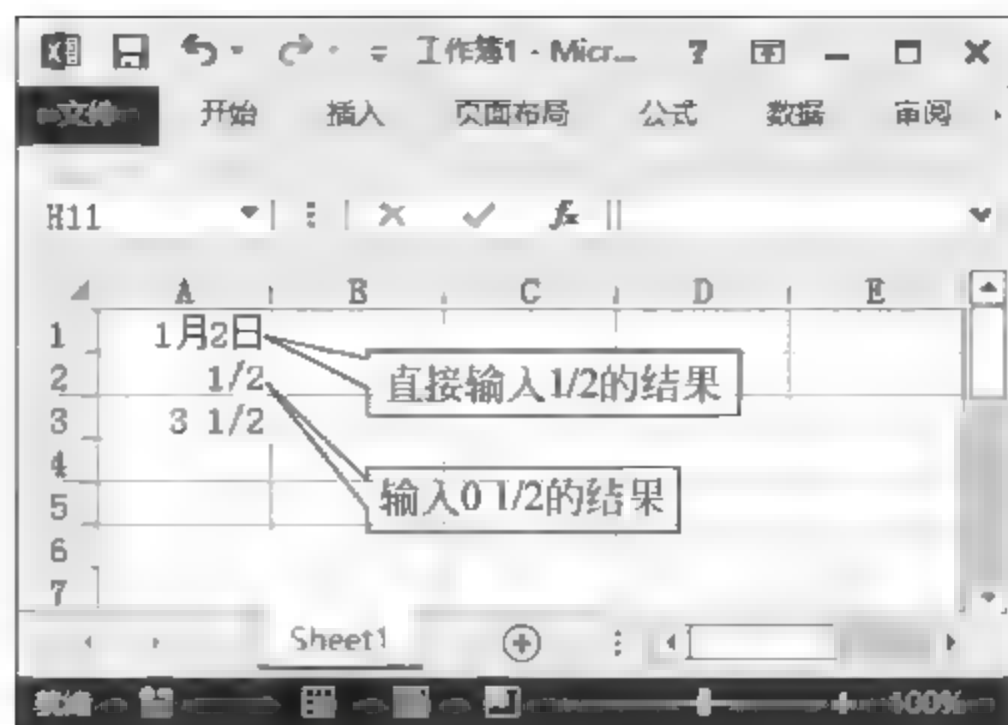 工作簿1 - Micr... ?
文件 开始 插入 页面布局 公式 数据 审阅
H11 fx
A B C D E
1 1月2日
直接输入1/2的结果
2 1/2
3 3 1/2
4
输入0 1/2的结果
5
6
7
Sheet1
100%